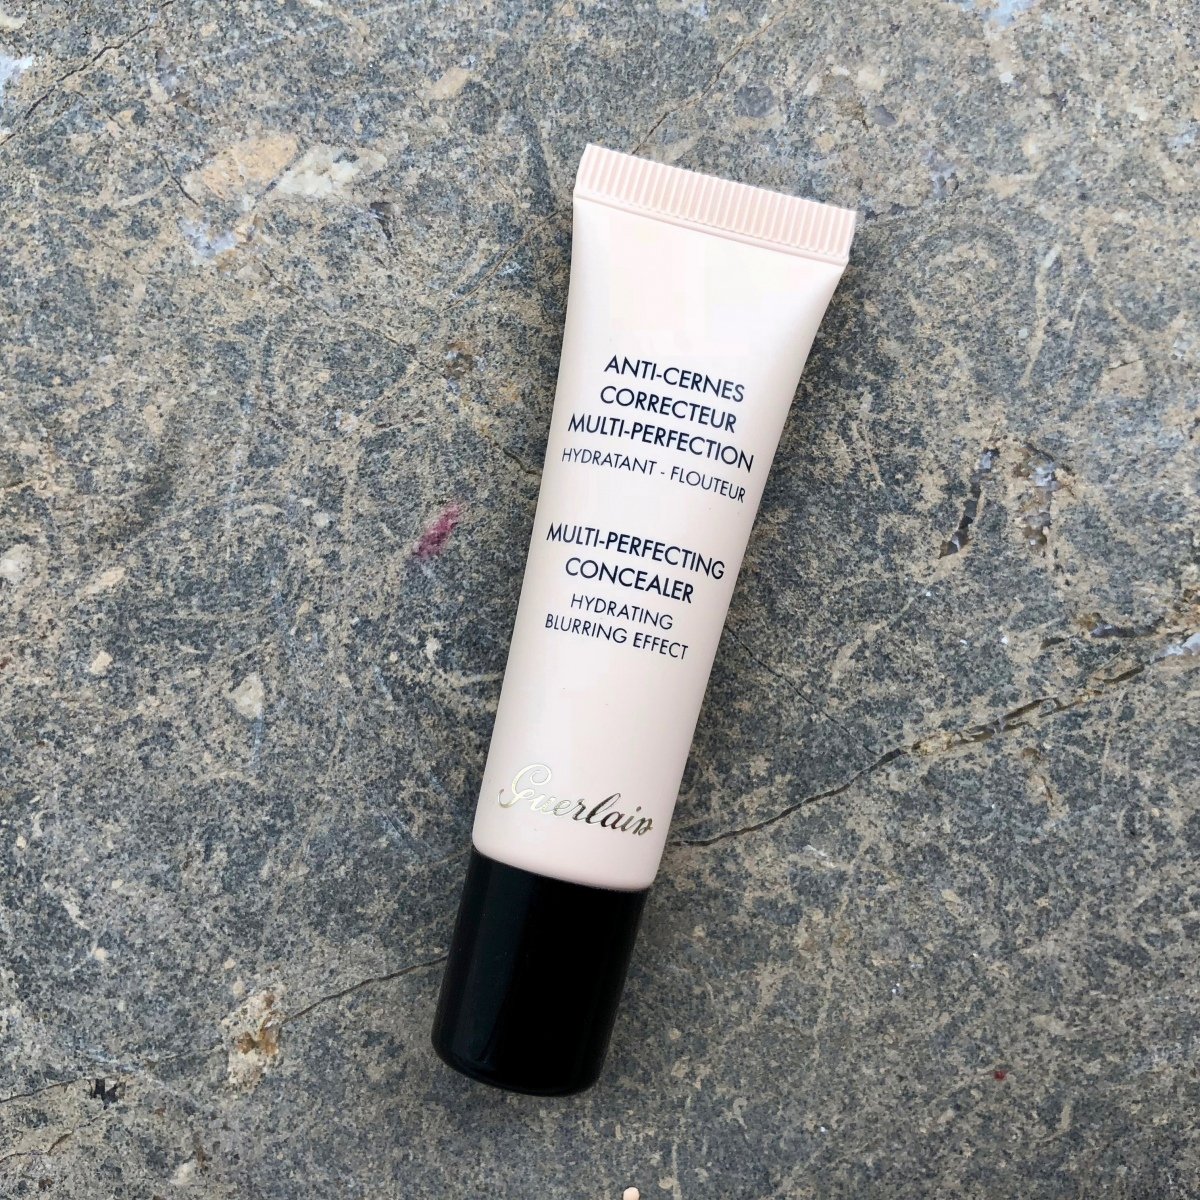 ANTI-CERNES
CORRECTEUR
MULTI-PERFECTION
HYDRATANT - FLOUTEUR
MULTI-PERFECTING
CONCEALER
HYDRATING
BLURRING EFFECT
Guerlain